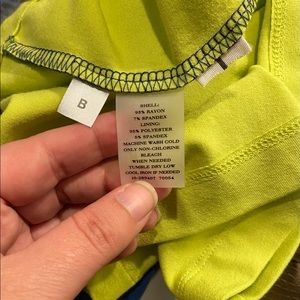 B
SHELL:
93% RAYON
7% SPANDEX
LINING:
95% POLYESTER
5% SPANDEX
MACHINE WASH COLD
ONLY NON-CHLORINE
BLEACH
WHEN NEEDED
TUMBLE DRY LOW
COOL IRON IF NEEDED